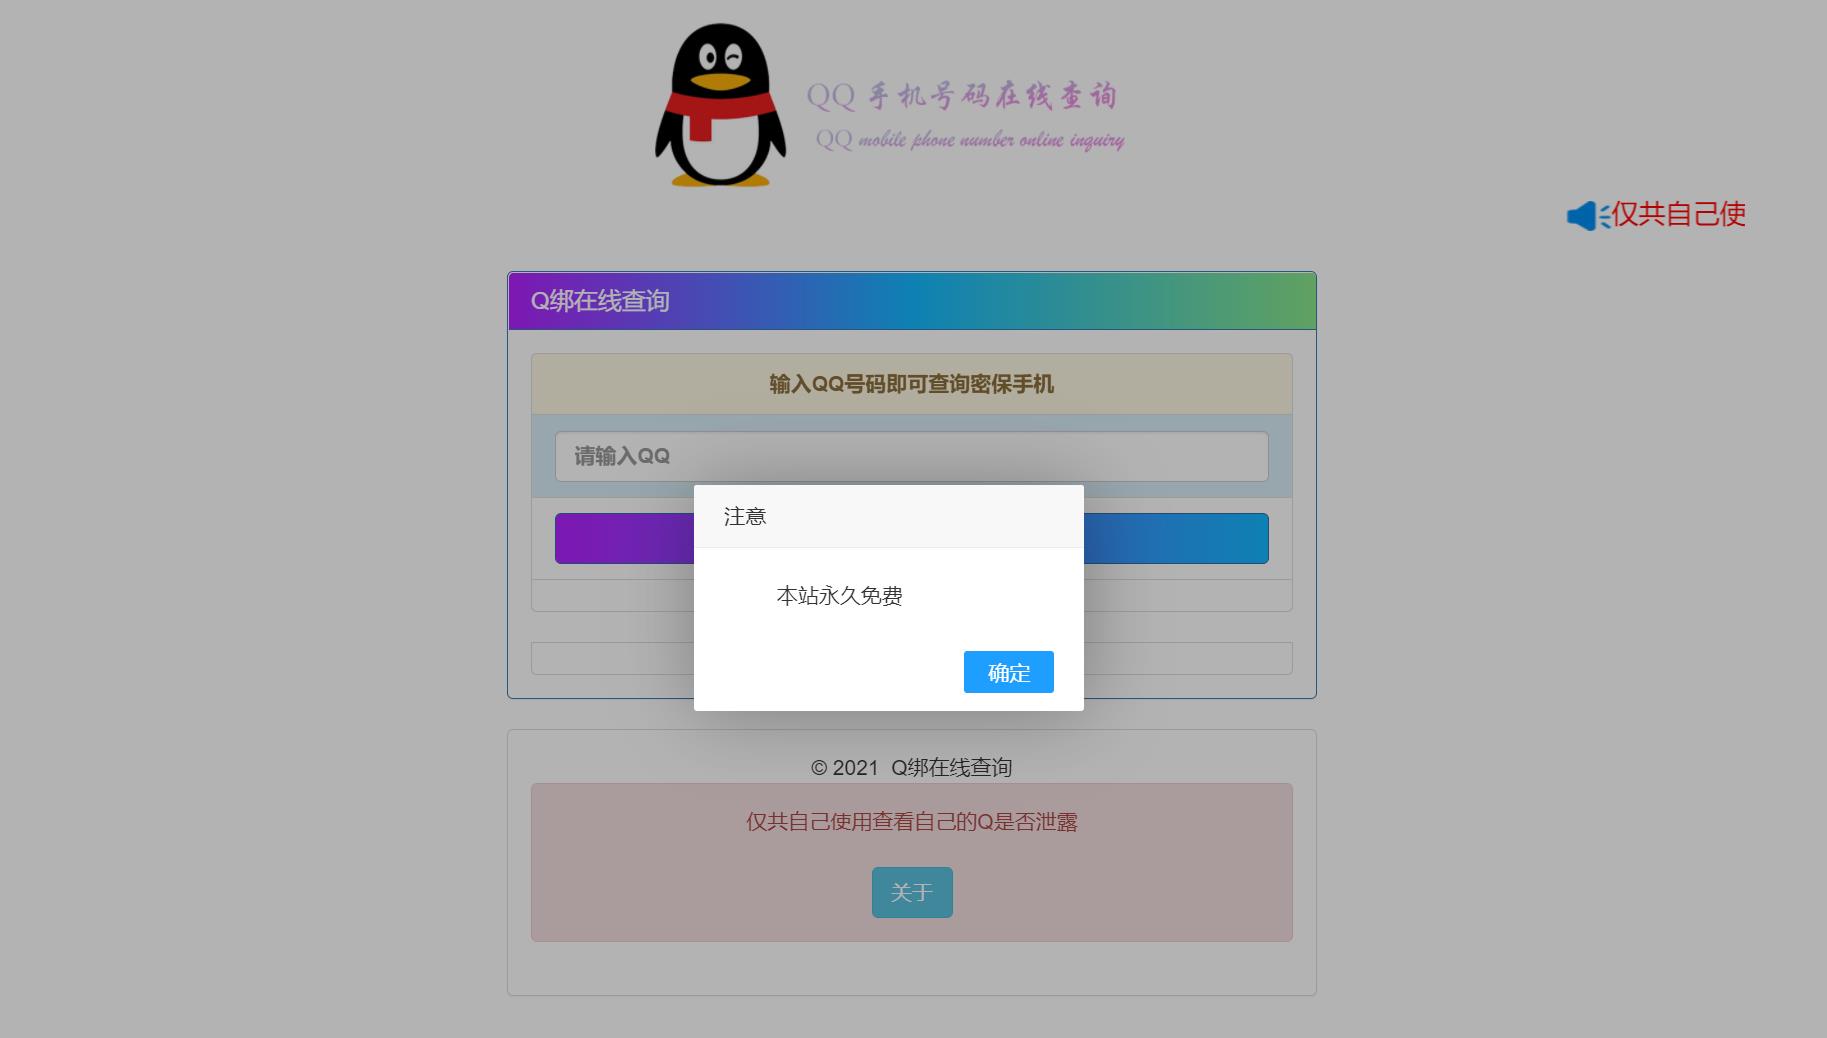 QQ 手机号码在线查询
QQ mobile phone number online inquiry
仅共自己使
Q绑在线查询
输入QQ号码即可查询密保手机
请输入QQ
注意
本站永久免费
确定
© 2021 Q绑在线查询
仅共自己使用查看自己的Q是否泄露
关于